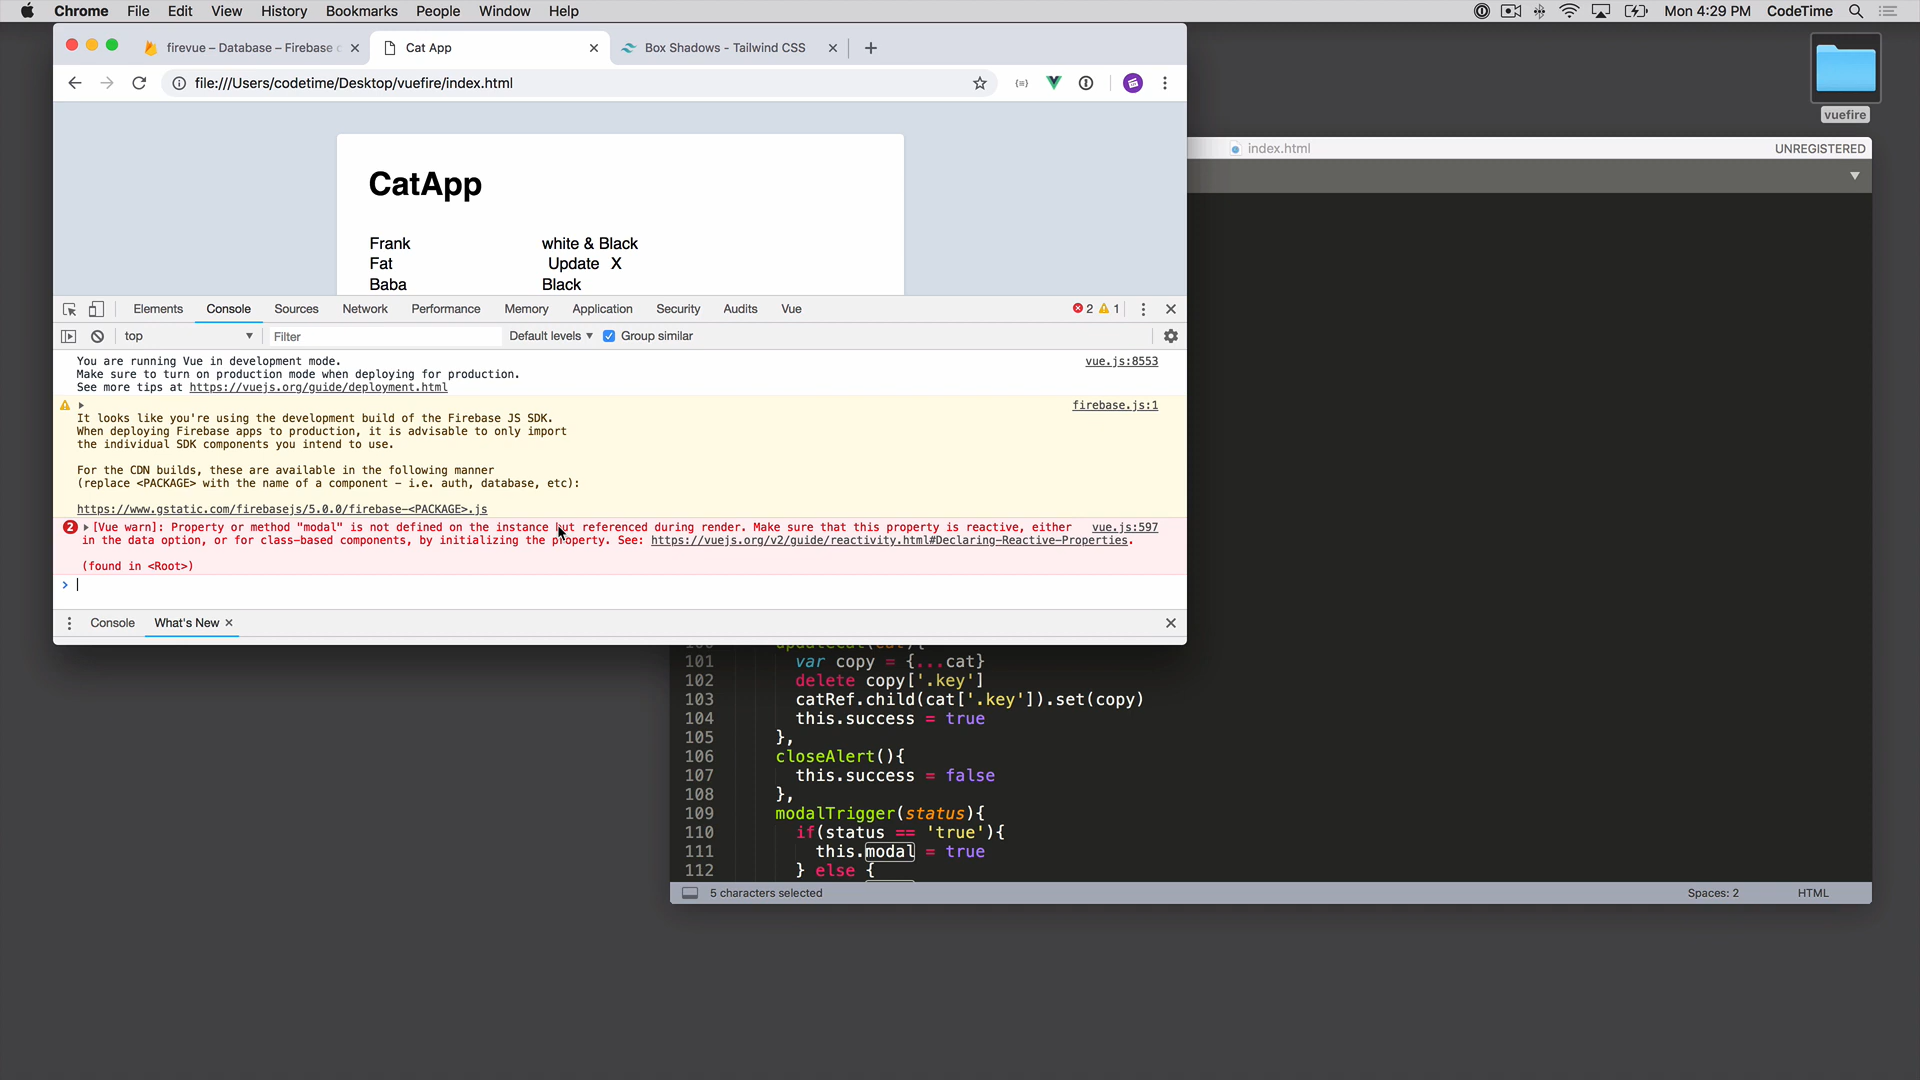 Chrome File Edit View History Bookmarks People Window Help Mon 4:29 PM CodeTime
firevue – Database – Firebase Cat App Box Shadows - Tailwind CSS
file:///Users/codetime/Desktop/vuefire/index.html
vuefire
index.html UNREGISTERED
CatApp
Frank white & Black
Fat Update X
Baba Black
Elements Console Sources Network Performance Memory Application Security Audits Vue 2 1
top Filter Default levels Group similar
You are running Vue in development mode. vue.js:8553
Make sure to turn on production mode when deploying for production.
See more tips at https://vuejs.org/guide/deployment.html
firebase.js:1
It looks like you're using the development build of the Firebase JS SDK.
When deploying Firebase apps to production, it is advisable to only import
the individual SDK components you intend to use.
For the CDN builds, these are available in the following manner
(replace <PACKAGE> with the name of a component - i.e. auth, database, etc):
https://www.gstatic.com/firebasejs/5.0.0/firebase-<PACKAGE>.js
2 [Vue warn]: Property or method "modal" is not defined on the instance but referenced during render. Make sure that this property is reactive, either vue.js:597
in the data option, or for class-based components, by initializing the property. See: https://vuejs.org/v2/guide/reactivity.html#Declaring-Reactive-Properties.
(found in <Root>)
>
Console What's New ×
100 updateCat(cat){
101 var copy = {...cat}
102 delete copy['.key']
103 catRef.child(cat['.key']).set(copy)
104 this.success = true
105 },
106 closeAlert(){
107 this.success = false
108 },
109 modalTrigger(status){
110 if(status == 'true'){
111 this.modal = true
112 } else {
5 characters selected Spaces: 2 HTML